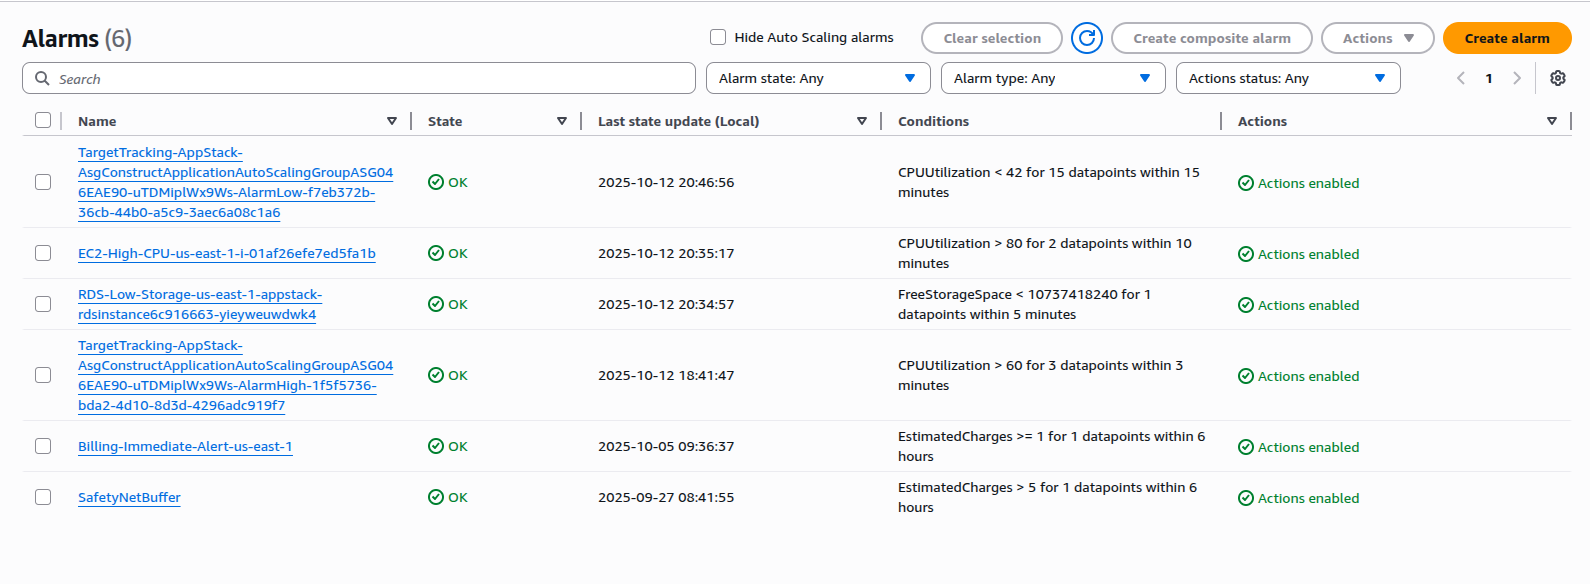 Alarms (6)
Hide Auto Scaling alarms
Clear selection
Create composite alarm
Actions
Create alarm
Search
Alarm state: Any
Alarm type: Any
Actions status: Any
1
Name
State
Last state update (Local)
Conditions
Actions
TargetTracking-AppStack-
AsgConstructApplicationAutoScalingGroupASG04
6EAE90-uTDMiplWx9Ws-AlarmLow-f7eb372b-
36cb-44b0-a5c9-3aec6a08c1a6
OK
2025-10-12 20:46:56
CPUUtilization < 42 for 15 datapoints within 15
minutes
Actions enabled
EC2-High-CPU-us-east-1-i-01af26efe7ed5fa1b
OK
2025-10-12 20:35:17
CPUUtilization > 80 for 2 datapoints within 10
minutes
Actions enabled
RDS-Low-Storage-us-east-1-appstack-
rdsinstance6c916663-yieyweuwdwk4
OK
2025-10-12 20:34:57
FreeStorageSpace < 10737418240 for 1
datapoints within 5 minutes
Actions enabled
TargetTracking-AppStack-
AsgConstructApplicationAutoScalingGroupASG04
6EAE90-uTDMiplWx9Ws-AlarmHigh-1f5f5736-
bda2-4d10-8d3d-4296adc919f7
OK
2025-10-12 18:41:47
CPUUtilization > 60 for 3 datapoints within 3
minutes
Actions enabled
Billing-Immediate-Alert-us-east-1
OK
2025-10-05 09:36:37
EstimatedCharges >= 1 for 1 datapoints within 6
hours
Actions enabled
SafetyNetBuffer
OK
2025-09-27 08:41:55
EstimatedCharges > 5 for 1 datapoints within 6
hours
Actions enabled